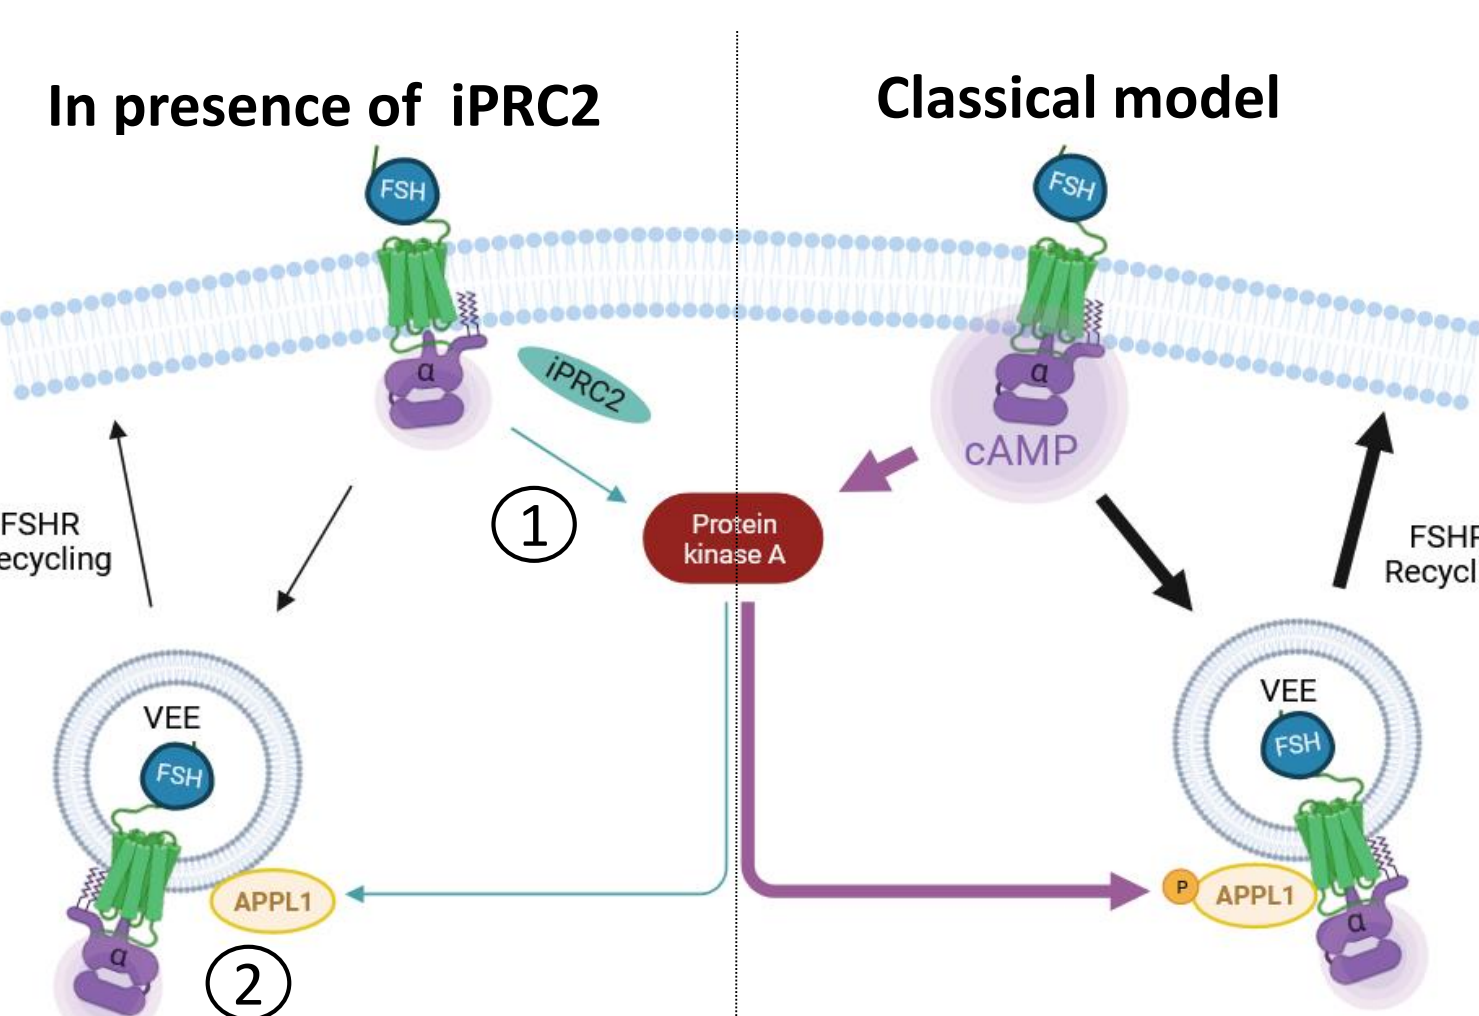 In presence of iPRC2
Classical model
FSH
FSH
α
iPRC2
α
cAMP
1
Protein
kinase A
FSHR
ecycling
FSHR
Recycl
VEE
FSH
VEE
FSH
APPL1
P
APPL1
α
α
2